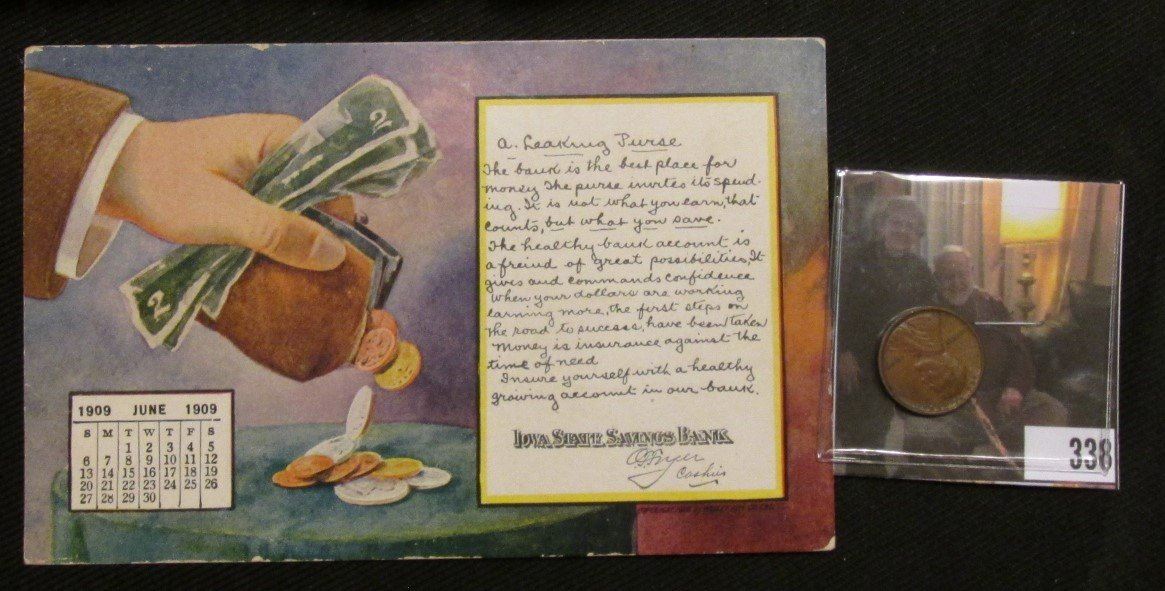 2
2
1909 JUNE 1909
S M T W T F S
1 2 3 4 5
6 7 8 9 10 11 12
13 14 15 16 17 18 19
20 21 22 23 24 25 26
27 28 29 30
A. Leaking Purse
The bank is the best place for
money The purse invites its spend-
ing. It is not what you earn, that
counts, but what you save.
The healthy bank account is
a freind of great possibilities, It
gives and commands confidence
When your dollars are working
earning more, the first steps on
the road to success, have been taken
Money is insurance against the
time of need
Insure yourself with a healthy
growing account in our bank.
IOWA STATE SAVINGS BANK
Cashier
338